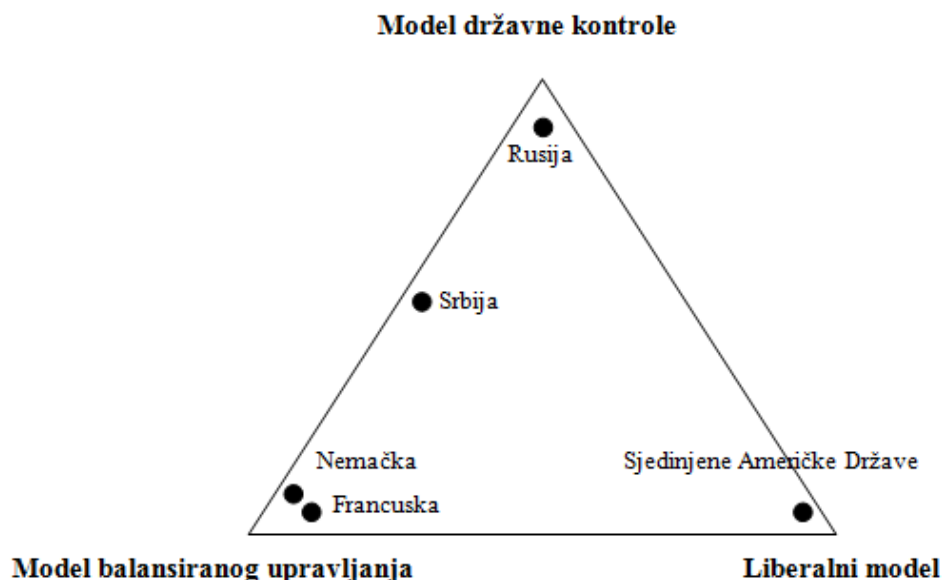 Model državne kontrole
Rusija
Srbija
Nemačka
Sjedinjene Američke Države
Francuska
Model balansiranog upravljanja
Liberalni model